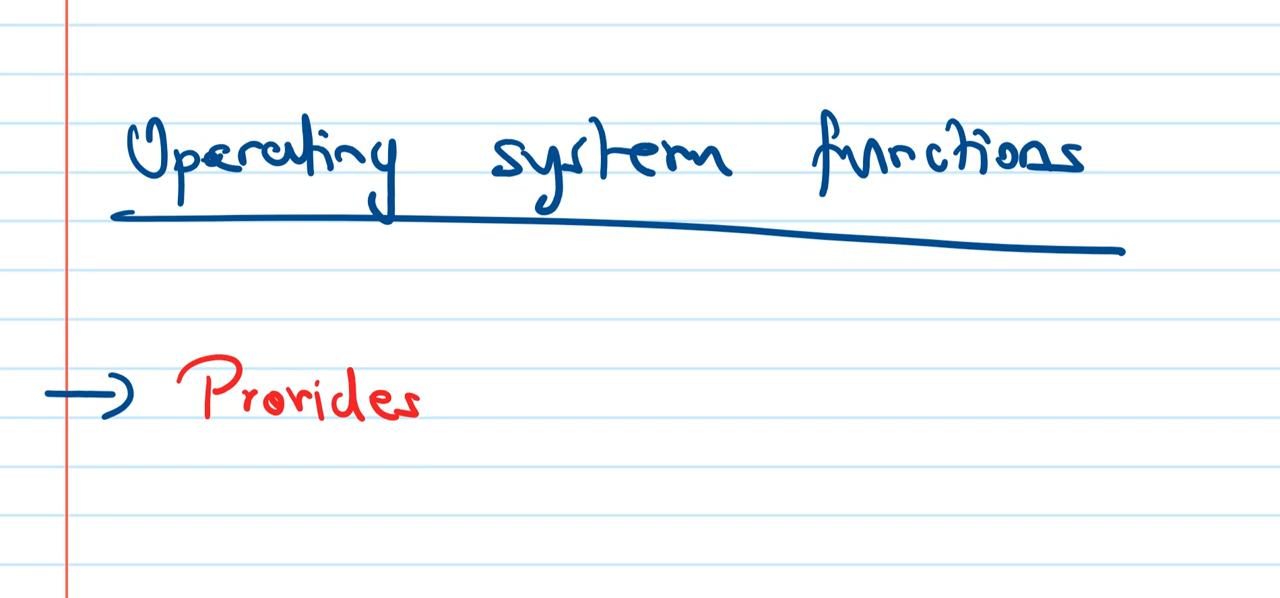 Operating system functions
→ Provides